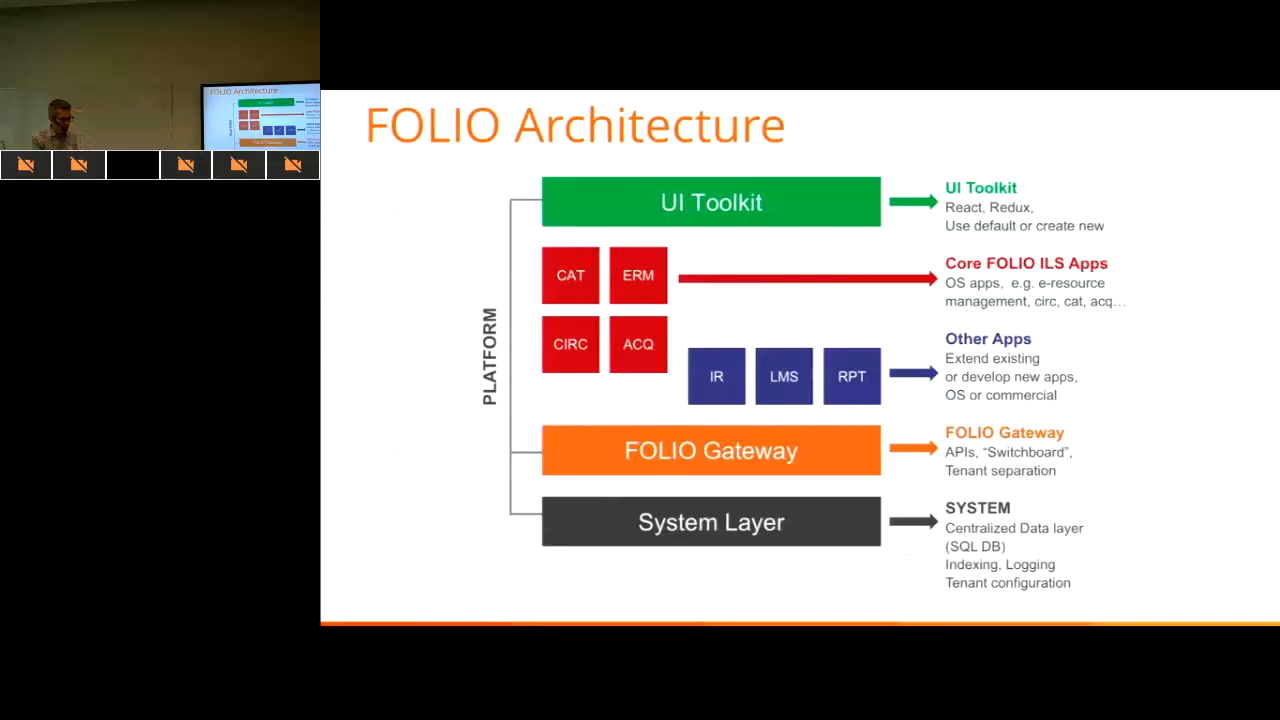 FOLIO Architecture
FOLIO Architecture
PLATFORM
UI Toolkit
UI Toolkit
React, Redux,
Use default or create new
CAT
ERM
Core FOLIO ILS Apps
OS apps, e.g. e-resource
management, circ, cat, acq…
CIRC
ACQ
IR
LMS
RPT
Other Apps
Extend existing
or develop new apps,
OS or commercial
FOLIO Gateway
FOLIO Gateway
APIs, “Switchboard”,
Tenant separation
System Layer
SYSTEM
Centralized Data layer
(SQL DB)
Indexing, Logging
Tenant configuration